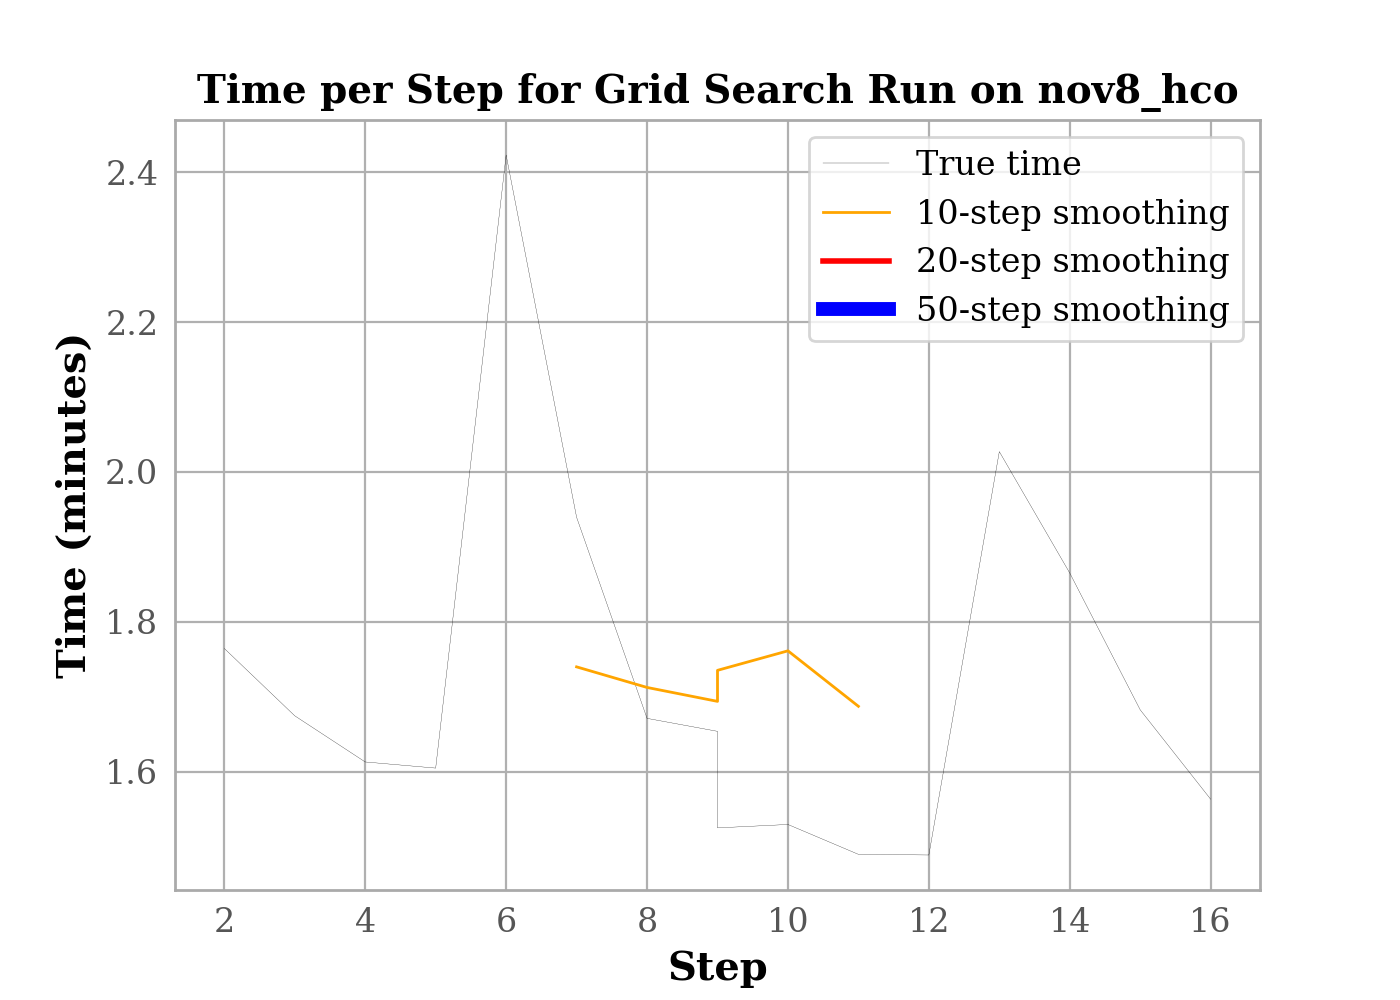 Time per Step for Grid Search Run on nov8_hco
True time
10-step smoothing
20-step smoothing
50-step smoothing
Time (minutes)
2.4
2.2
2.0
1.8
1.6
2 4 6 8 10 12 14 16
Step